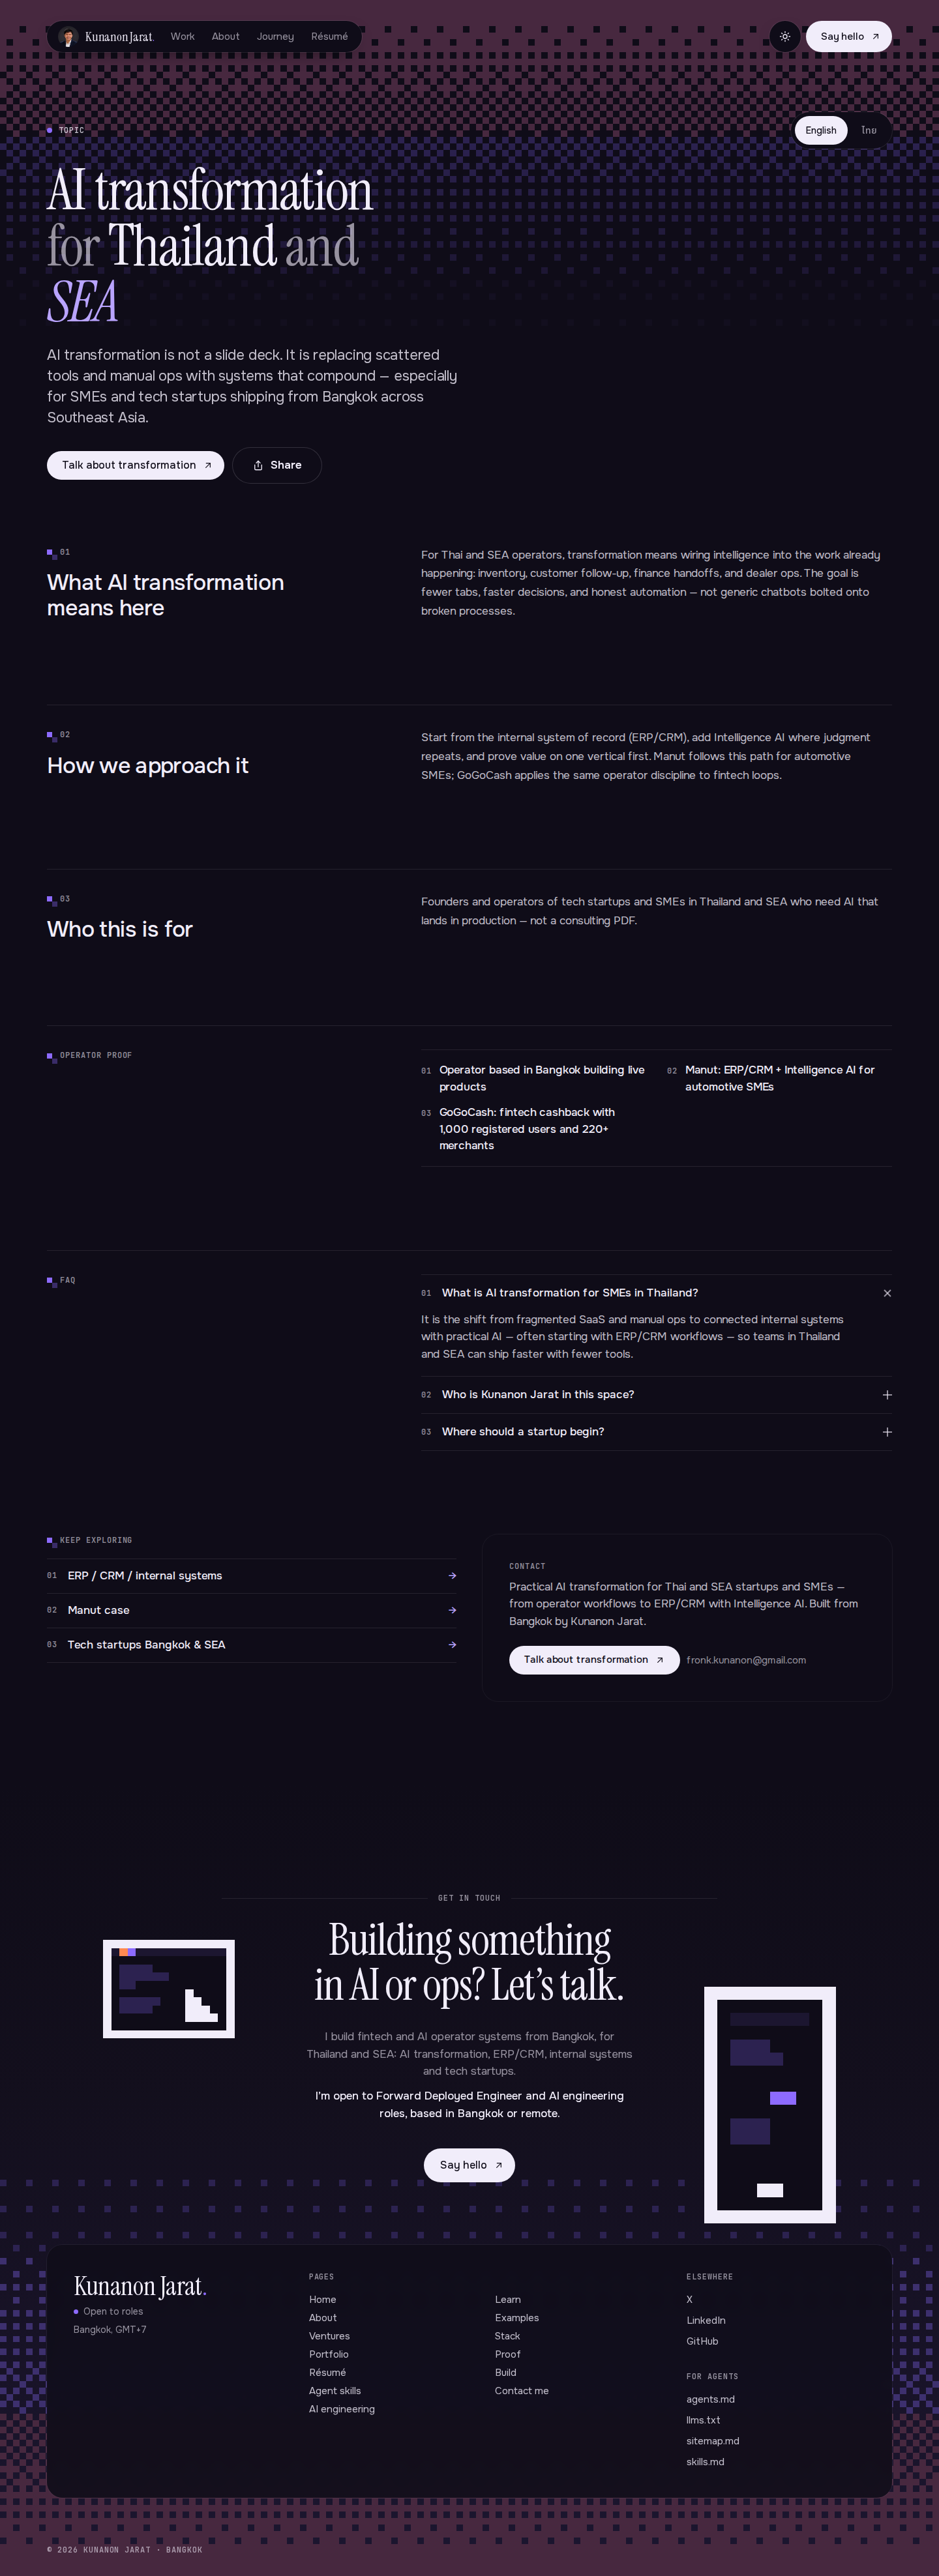 Kunanon Jarat.
Work
About
Journey
Résumé
Say hello
TOPIC
English
ไทย
AI transformation
for Thailand and
SEA
AI transformation is not a slide deck. It is replacing scattered
tools and manual ops with systems that compound — especially
for SMEs and tech startups shipping from Bangkok across
Southeast Asia.
Talk about transformation
Share
01
What AI transformation
means here
For Thai and SEA operators, transformation means wiring intelligence into the work already
happening: inventory, customer follow-up, finance handoffs, and dealer ops. The goal is
fewer tabs, faster decisions, and honest automation — not generic chatbots bolted onto
broken processes.
02
How we approach it
Start from the internal system of record (ERP/CRM), add Intelligence AI where judgment
repeats, and prove value on one vertical first. Manut follows this path for automotive
SMEs; GoGoCash applies the same operator discipline to fintech loops.
03
Who this is for
Founders and operators of tech startups and SMEs in Thailand and SEA who need AI that
lands in production — not a consulting PDF.
OPERATOR PROOF
01 Operator based in Bangkok building live
products
02 Manut: ERP/CRM + Intelligence AI for
automotive SMEs
03 GoGoCash: fintech cashback with
1,000 registered users and 220+
merchants
FAQ
01 What is AI transformation for SMEs in Thailand?
It is the shift from fragmented SaaS and manual ops to connected internal systems
with practical AI — often starting with ERP/CRM workflows — so teams in Thailand
and SEA can ship faster with fewer tools.
02 Who is Kunanon Jarat in this space?
03 Where should a startup begin?
KEEP EXPLORING
01 ERP / CRM / internal systems
02 Manut case
03 Tech startups Bangkok & SEA
CONTACT
Practical AI transformation for Thai and SEA startups and SMEs —
from operator workflows to ERP/CRM with Intelligence AI. Built from
Bangkok by Kunanon Jarat.
Talk about transformation
fronk.kunanon@gmail.com
GET IN TOUCH
Building something
in AI or ops? Let’s talk.
I build fintech and AI operator systems from Bangkok, for
Thailand and SEA: AI transformation, ERP/CRM, internal systems
and tech startups.
I'm open to Forward Deployed Engineer and AI engineering
roles, based in Bangkok or remote.
Say hello
Kunanon Jarat.
Open to roles
Bangkok, GMT+7
PAGES
Home
About
Ventures
Portfolio
Résumé
Agent skills
AI engineering
Learn
Examples
Stack
Proof
Build
Contact me
ELSEWHERE
X
LinkedIn
GitHub
FOR AGENTS
agents.md
llms.txt
sitemap.md
skills.md
© 2026 KUNANON JARAT · BANGKOK